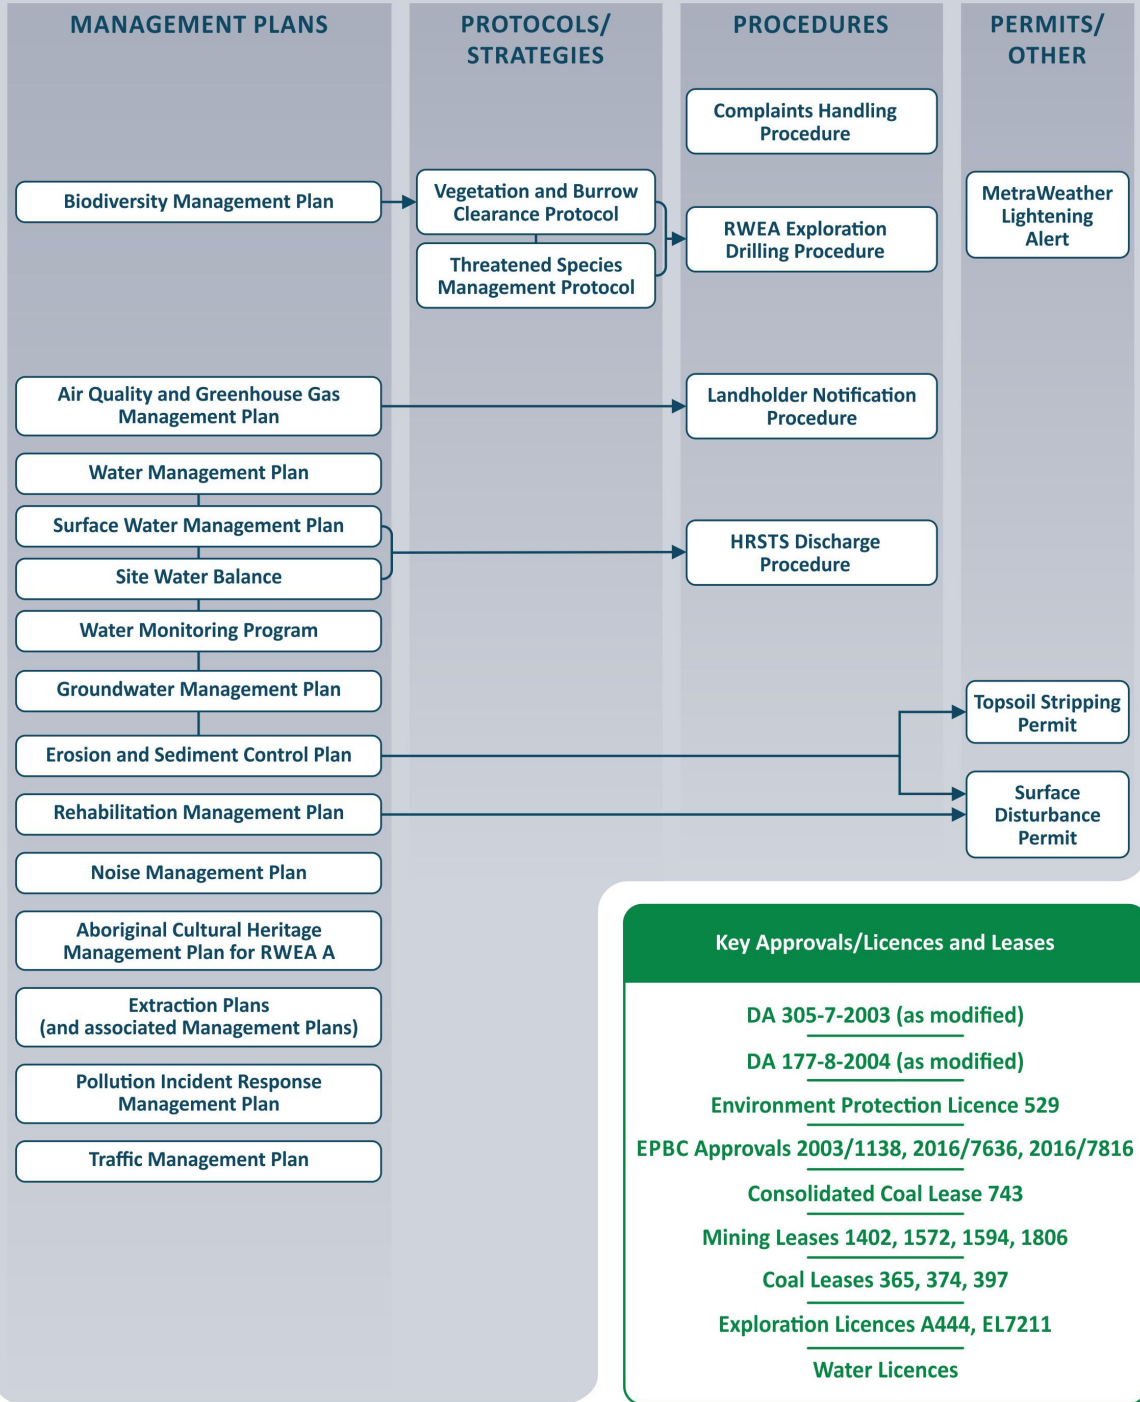 MANAGEMENT PLANS
PROTOCOLS/
STRATEGIES
PROCEDURES
PERMITS/
OTHER
Complaints Handling
Procedure
Biodiversity Management Plan
Vegetation and Burrow
Clearance Protocol
Threatened Species
Management Protocol
RWEA Exploration
Drilling Procedure
MetraWeather
Lightening
Alert
Air Quality and Greenhouse Gas
Management Plan
Landholder Notification
Procedure
Water Management Plan
Surface Water Management Plan
Site Water Balance
HRSTS Discharge
Procedure
Water Monitoring Program
Groundwater Management Plan
Erosion and Sediment Control Plan
Topsoil Stripping
Permit
Rehabilitation Management Plan
Surface
Disturbance
Permit
Noise Management Plan
Aboriginal Cultural Heritage
Management Plan for RWEA A
Extraction Plans
(and associated Management Plans)
Pollution Incident Response
Management Plan
Traffic Management Plan
Key Approvals/Licences and Leases
DA 305-7-2003 (as modified)
DA 177-8-2004 (as modified)
Environment Protection Licence 529
EPBC Approvals 2003/1138, 2016/7636, 2016/7816
Consolidated Coal Lease 743
Mining Leases 1402, 1572, 1594, 1806
Coal Leases 365, 374, 397
Exploration Licences A444, EL7211
Water Licences